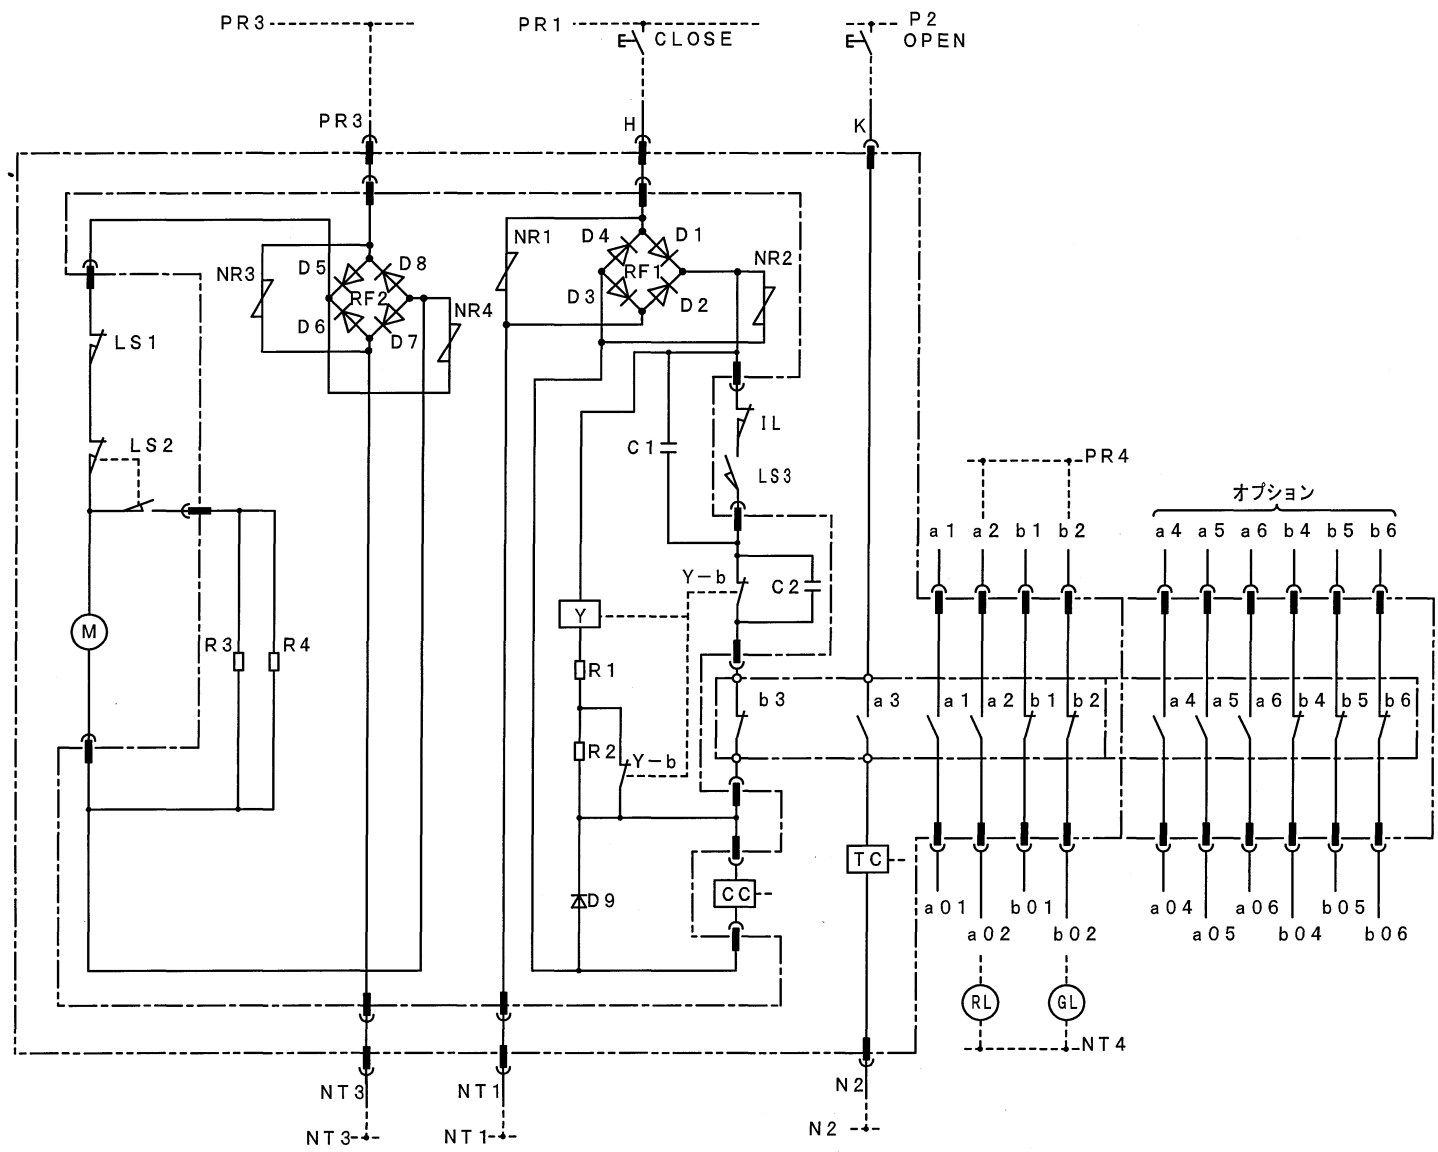 PR3
PR1
CLOSE
P2
OPEN
PR3
H
K
NR1
D4
D1
RF1
D3
D2
NR2
NR3
D5
D8
RF2
D6
D7
NR4
LS1
LS2
IL
C1
LS3
PR4
オプション
a1 a2 b1 b2
a4 a5 a6 b4 b5 b6
Y-b
C2
Y
M
R3
R4
R1
b3
a3
a1 a2 b1 b2
a4 a5 a6 b4 b5 b6
R2
Y-b
TC
CC
D9
a01
a02
b01
b02
a04
a05
a06
b04
b05
b06
RL
GL
NT4
NT3
NT1
N2
NT3
NT1
N2